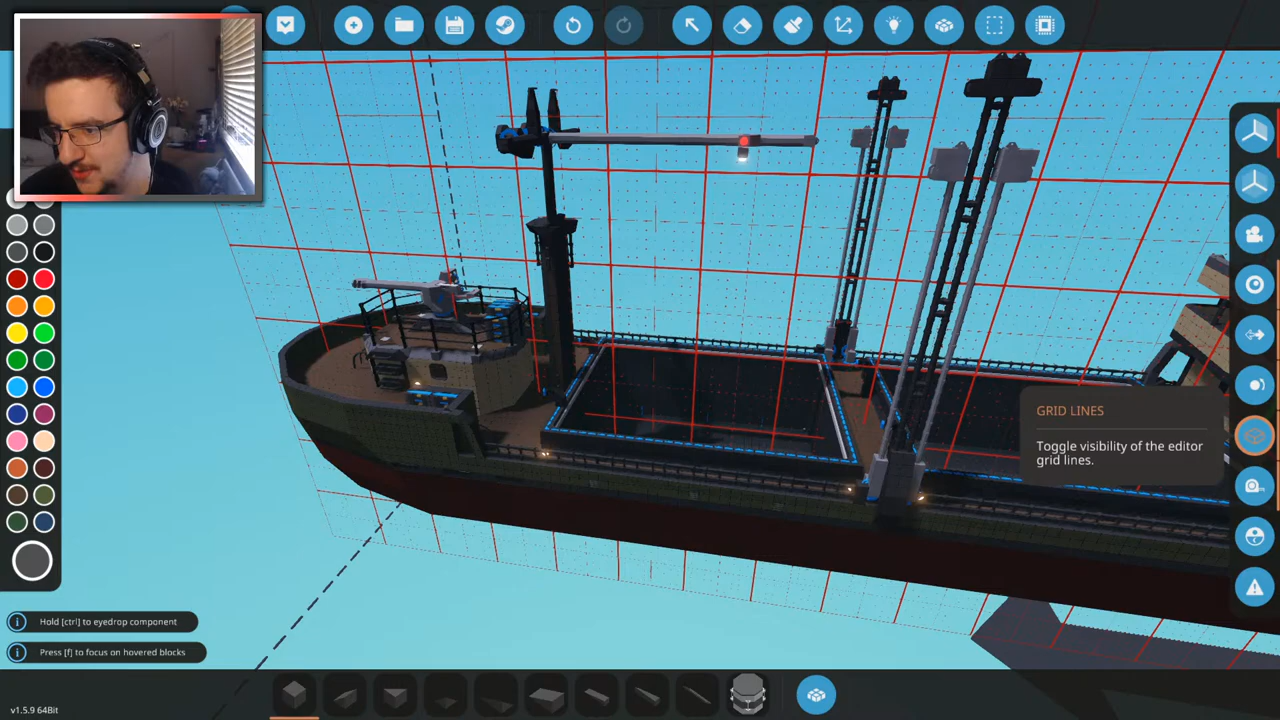 GRID LINES
Toggle visibility of the editor
grid lines.
Hold [ctrl] to eyedrop component
Press [f] to focus on hovered blocks
v1.5.9 64Bit